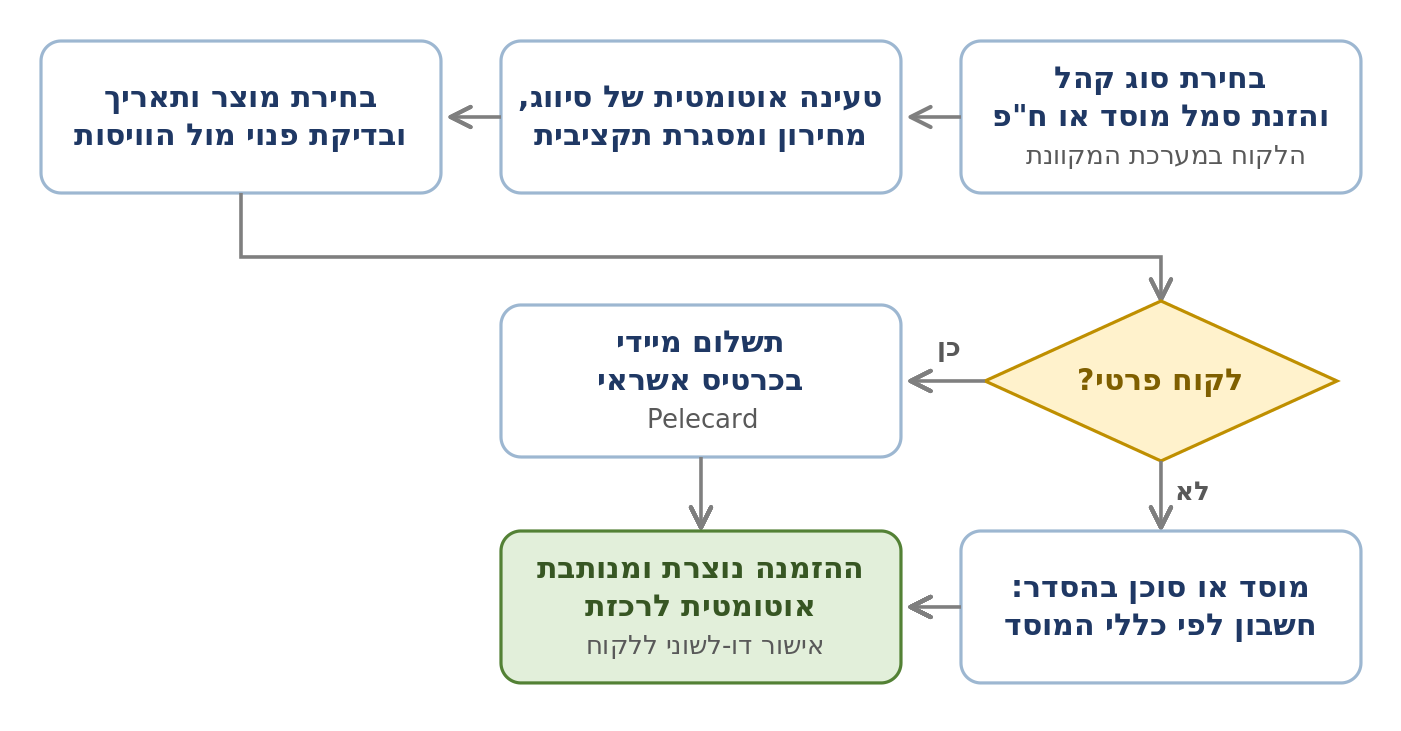 בחירת סוג קהל
והזנת סמל מוסד או ח"פ
הלקוח במערכת המקוונת
טעינה אוטומטית של סיווג,
מחירון ומסגרת תקציבית
בחירת מוצר ותאריך
ובדיקת פנוי מול הוויסות
לקוח פרטי?
כן
תשלום מיידי
בכרטיס אשראי
Pelecard
לא
מוסד או סוכן בהסדר:
חשבון לפי כללי המוסד
ההזמנה נוצרת ומנותבת
אוטומטית לרכזת
אישור דו-לשוני ללקוח